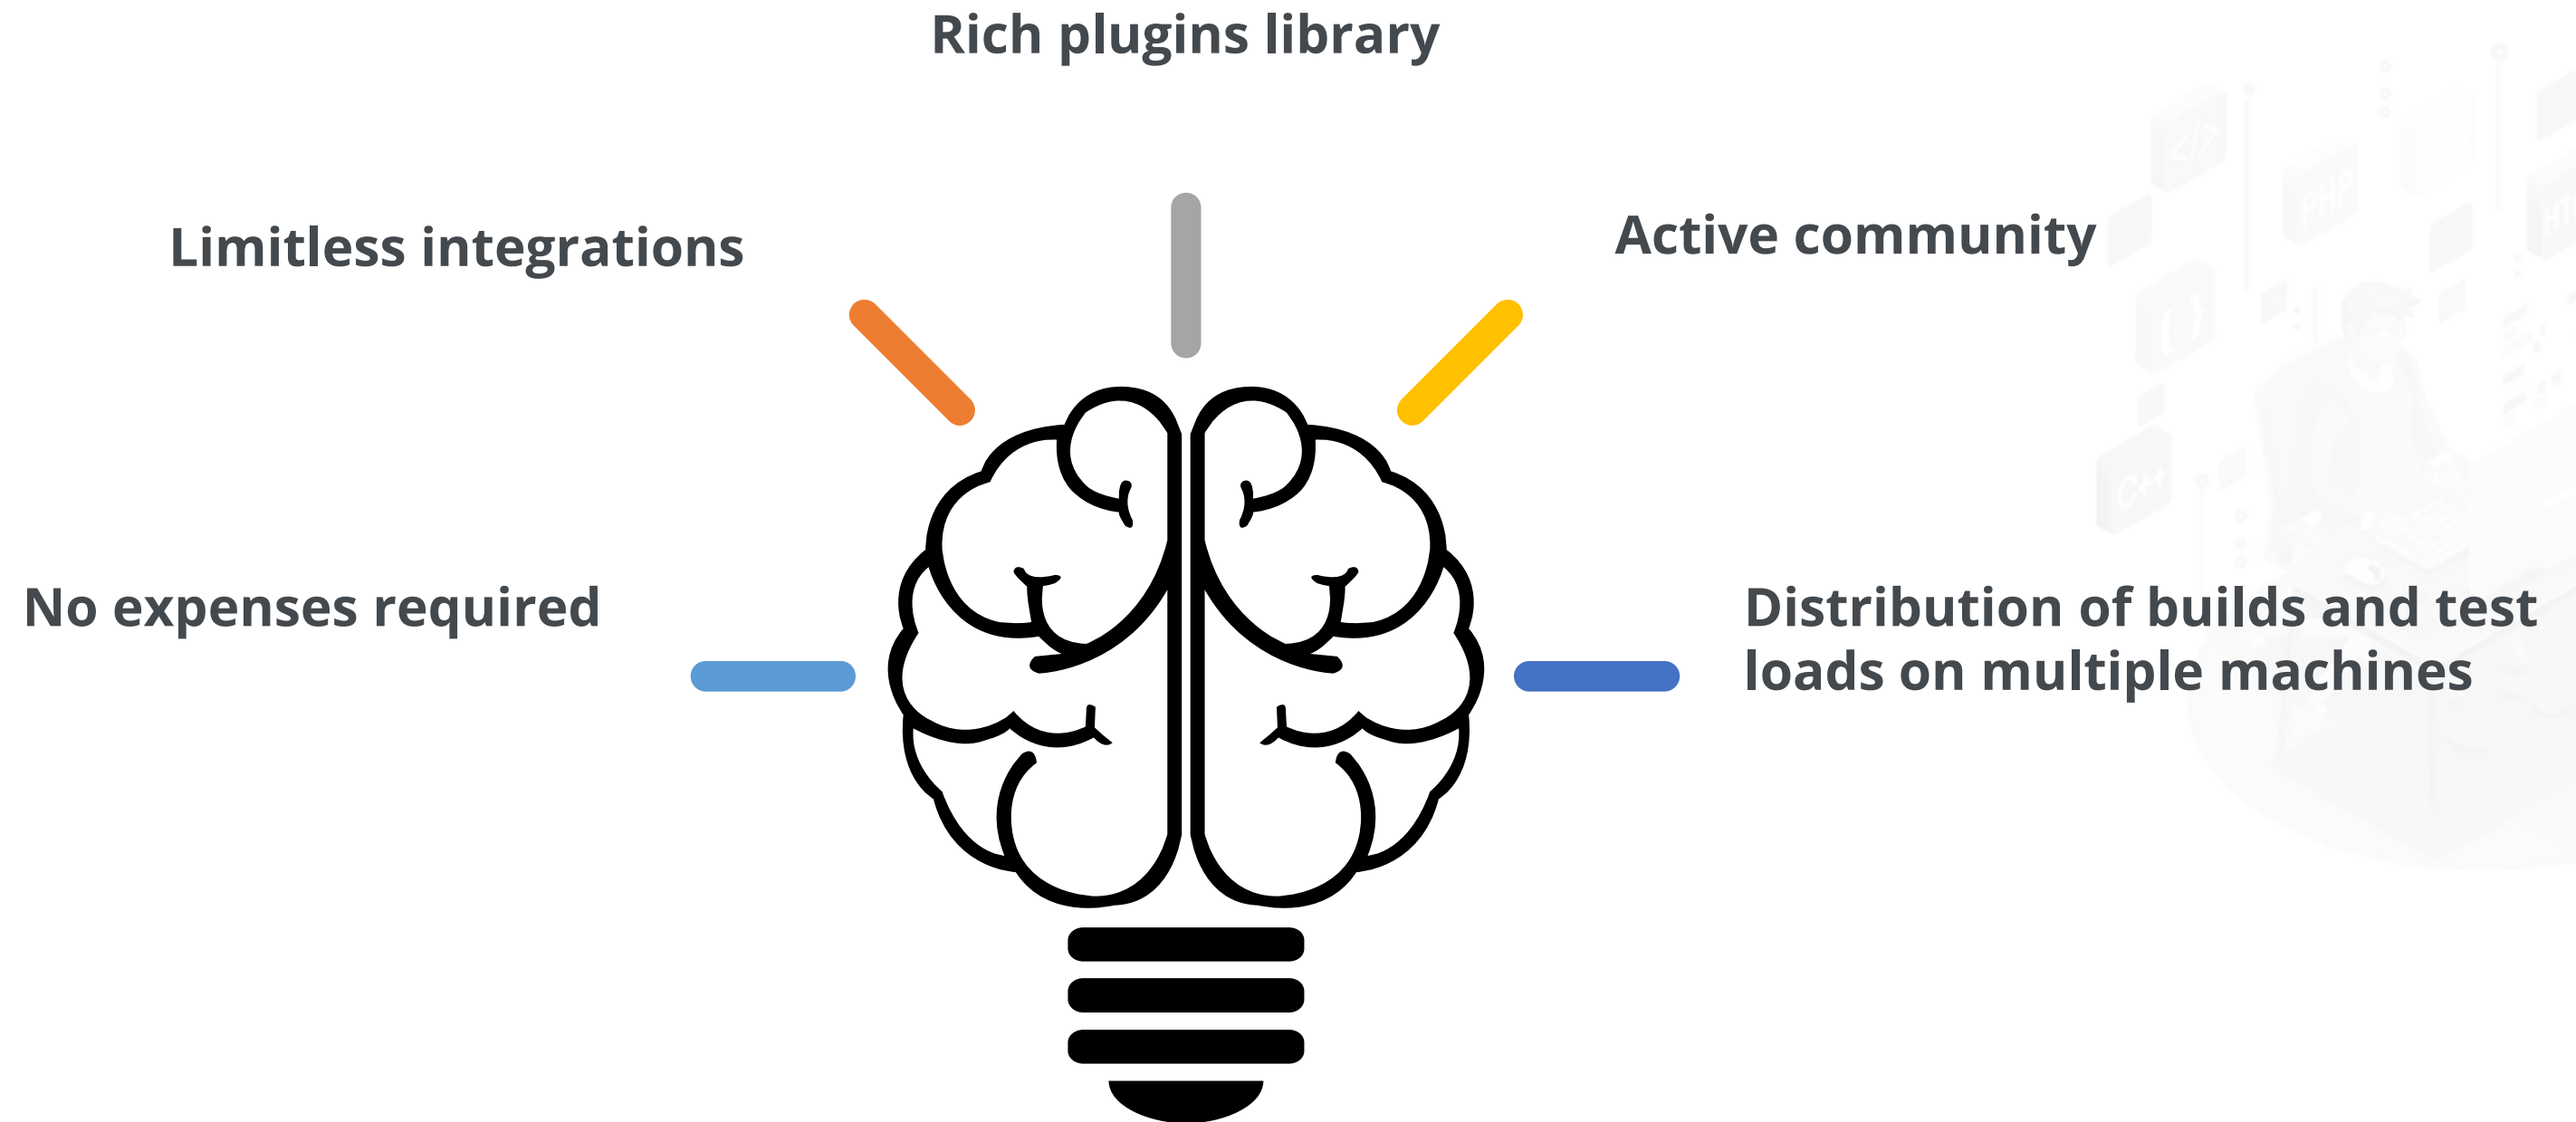 Rich plugins library
Limitless integrations
Active community
No expenses required
Distribution of builds and test
loads on multiple machines
</>
PHP
{ }
C++